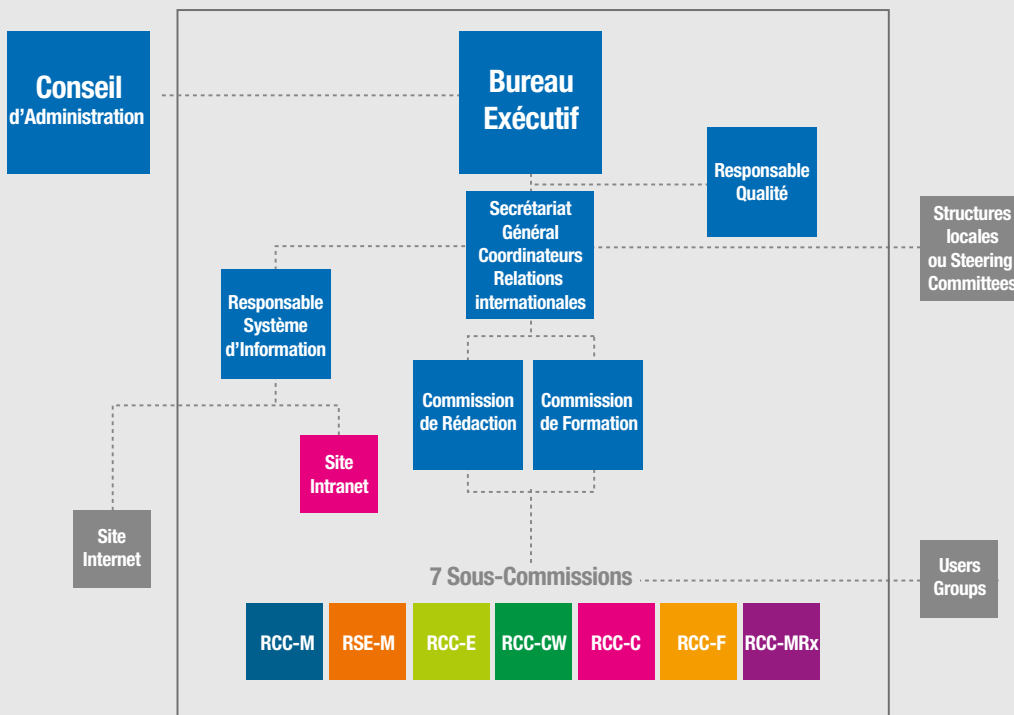 Conseil
d'Administration
Bureau
Exécutif
Responsable
Qualité
Secrétariat
Général
Coordinateurs
Relations
internationales
Structures
locales
ou Steering
Committees
Responsable
Système
d'Information
Commission
de Rédaction
Commission
de Formation
Site
Intranet
Site
Internet
7 Sous-Commissions
Users
Groups
RCC-M
RSE-M
RCC-E
RCC-CW
RCC-C
RCC-F
RCC-MRx